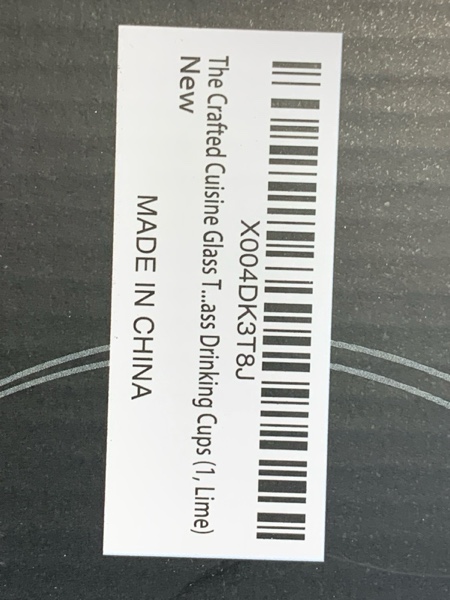 X004DK3T8J
The Crafted Cuisine Glass T...ass Drinking Cups (1, Lime)
New
MADE IN CHINA